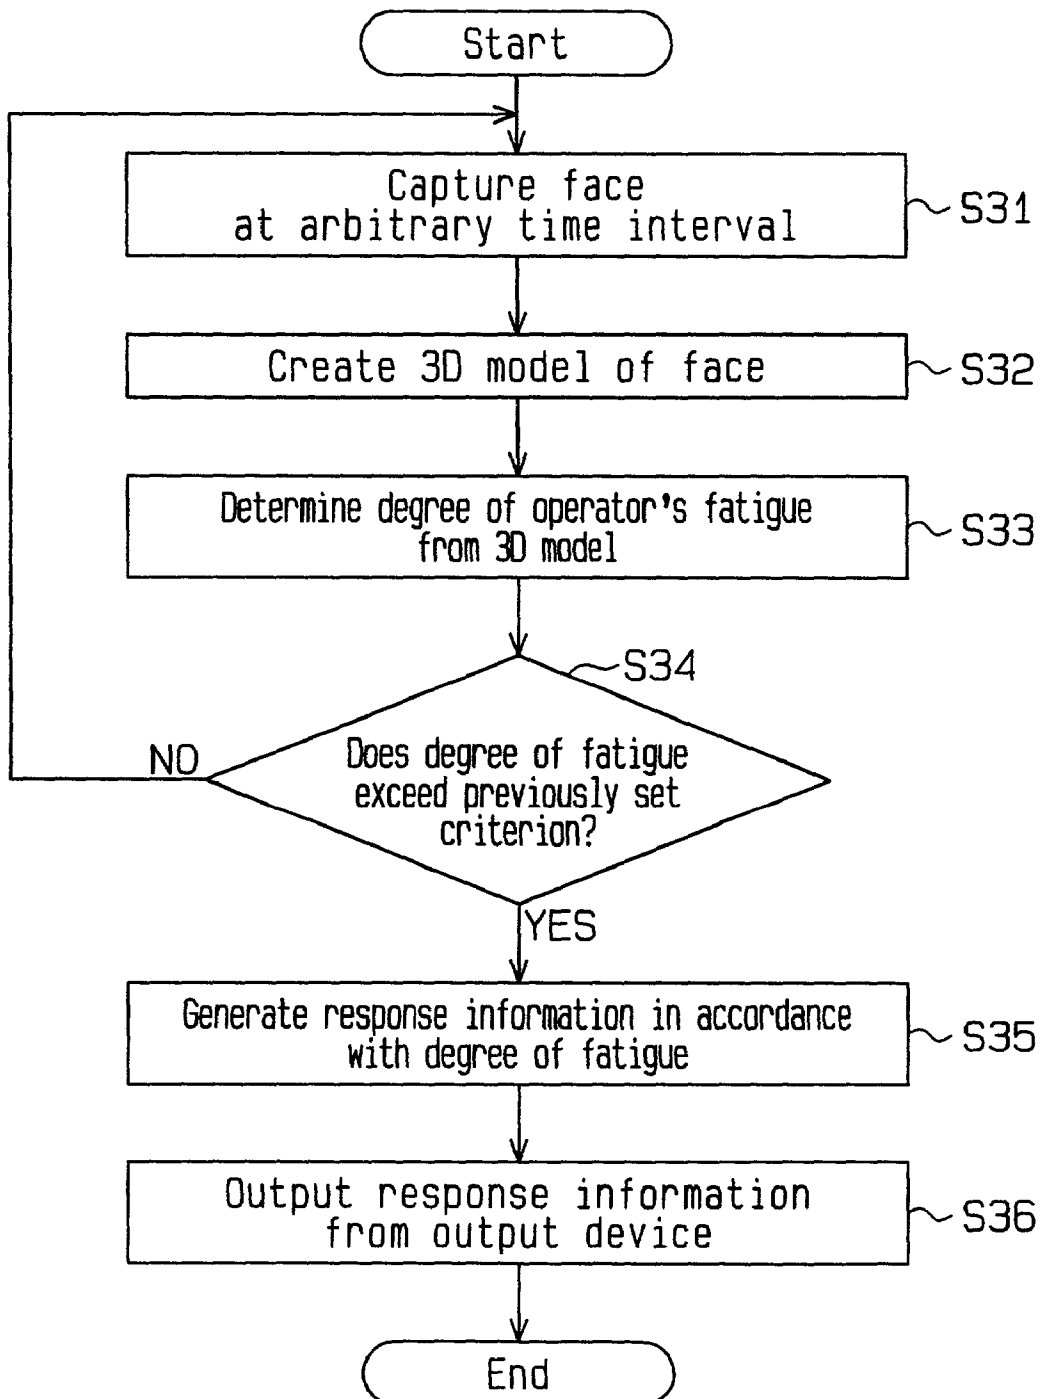 Start
Capture face
at arbitrary time interval
S31
Create 3D model of face
S32
Determine degree of operator's fatigue
from 3D model
S33
S34
NO
Does degree of fatigue
exceed previously set
criterion?
YES
Generate response information in accordance
with degree of fatigue
S35
Output response information
from output device
S36
End